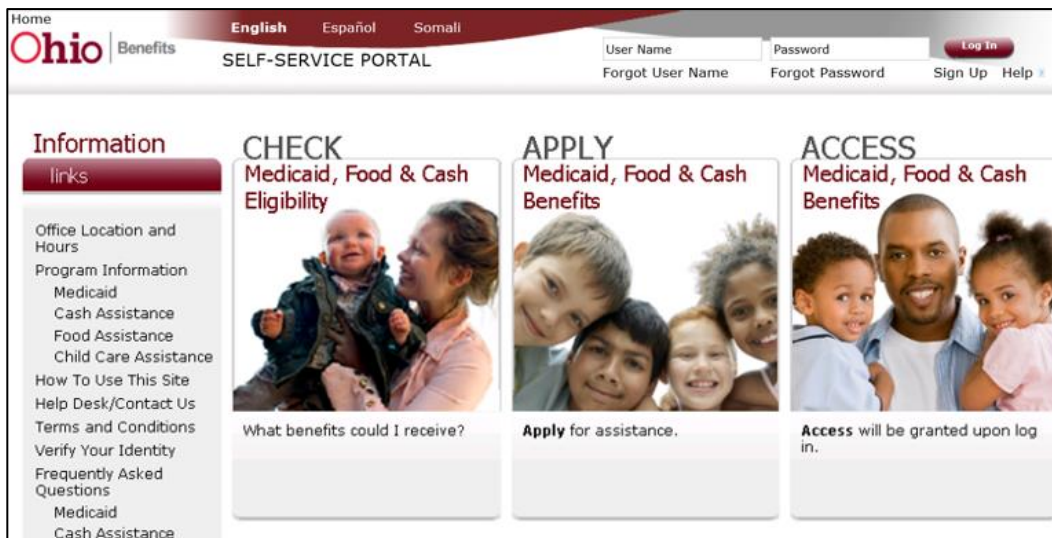 Home
Ohio Benefits
English Español Somali
SELF-SERVICE PORTAL
User Name Password Log In
Forgot User Name Forgot Password Sign Up Help
Information
links
Office Location and
Hours
Program Information
Medicaid
Cash Assistance
Food Assistance
Child Care Assistance
How To Use This Site
Help Desk/Contact Us
Terms and Conditions
Verify Your Identity
Frequently Asked
Questions
Medicaid
Cash Assistance
CHECK
Medicaid, Food & Cash
Eligibility
What benefits could I receive?
APPLY
Medicaid, Food & Cash
Benefits
Apply for assistance.
ACCESS
Medicaid, Food & Cash
Benefits
Access will be granted upon log
in.